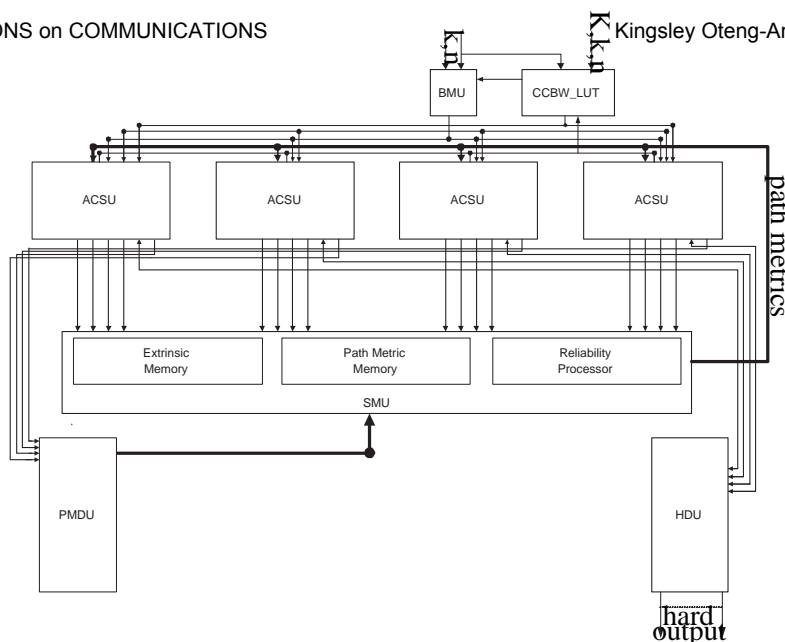 ONS on COMMUNICATIONS
Kingsley Oteng-Am
k,n
K,k,n
BMU
CCBW_LUT
ACSU
ACSU
ACSU
ACSU
path metrics
Extrinsic
Memory
Path Metric
Memory
Reliability
Processor
SMU
PMDU
HDU
hard
output